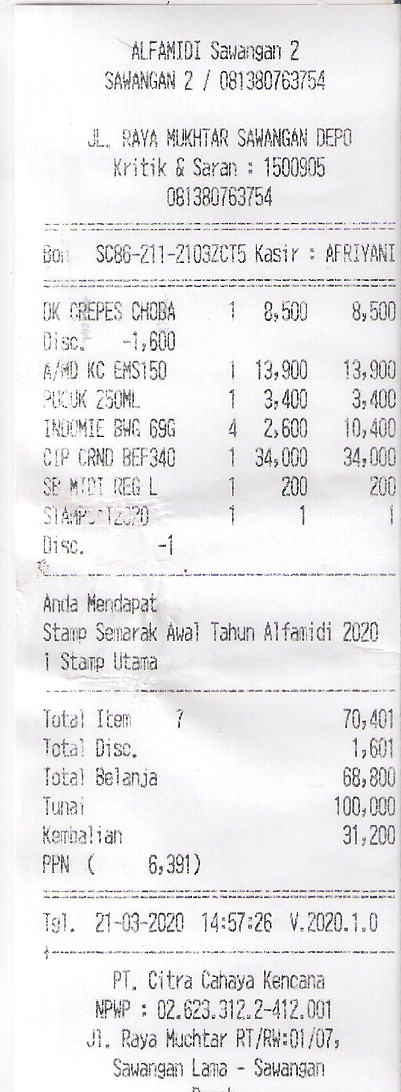 ALFAMIDI Sawangan 2
SAWANGAN 2 / 081380763754
JL. RAYA MUKHTAR SAWANGAN DEPO
Kritik & Saran : 1500905
081380763754
Bon SC86-211-2103ZCT5 Kasir : AFRIYANI
DK CREPES CHOBA 1 8,500 8,500
Disc. -1,600
A/MD KC EMS150 1 13,900 13,900
PUCUK 250ML 1 3,400 3,400
INDOMIE BWG 69G 4 2,600 10,400
CIP CRND BEF340 1 34,000 34,000
SB MIDI REG L 1 200 200
1 1 1
Disc. -1
Anda Mendapat
Stamp Semarak Awal Tahun Alfamidi 2020
1 Stamp Utama
Total Item 7 70,401
Total Disc. 1,601
Total Belanja 68,800
Tunai 100,000
Kembalian 31,200
PPN ( 6,391)
Tgl. 21-03-2020 14:57:26 V.2020.1.0
PT. Citra Cahaya Kencana
NPWP : 02.623.312.2-412.001
Jl. Raya Muchtar RT/RW:01/07,
Sawangan Lama - Sawangan